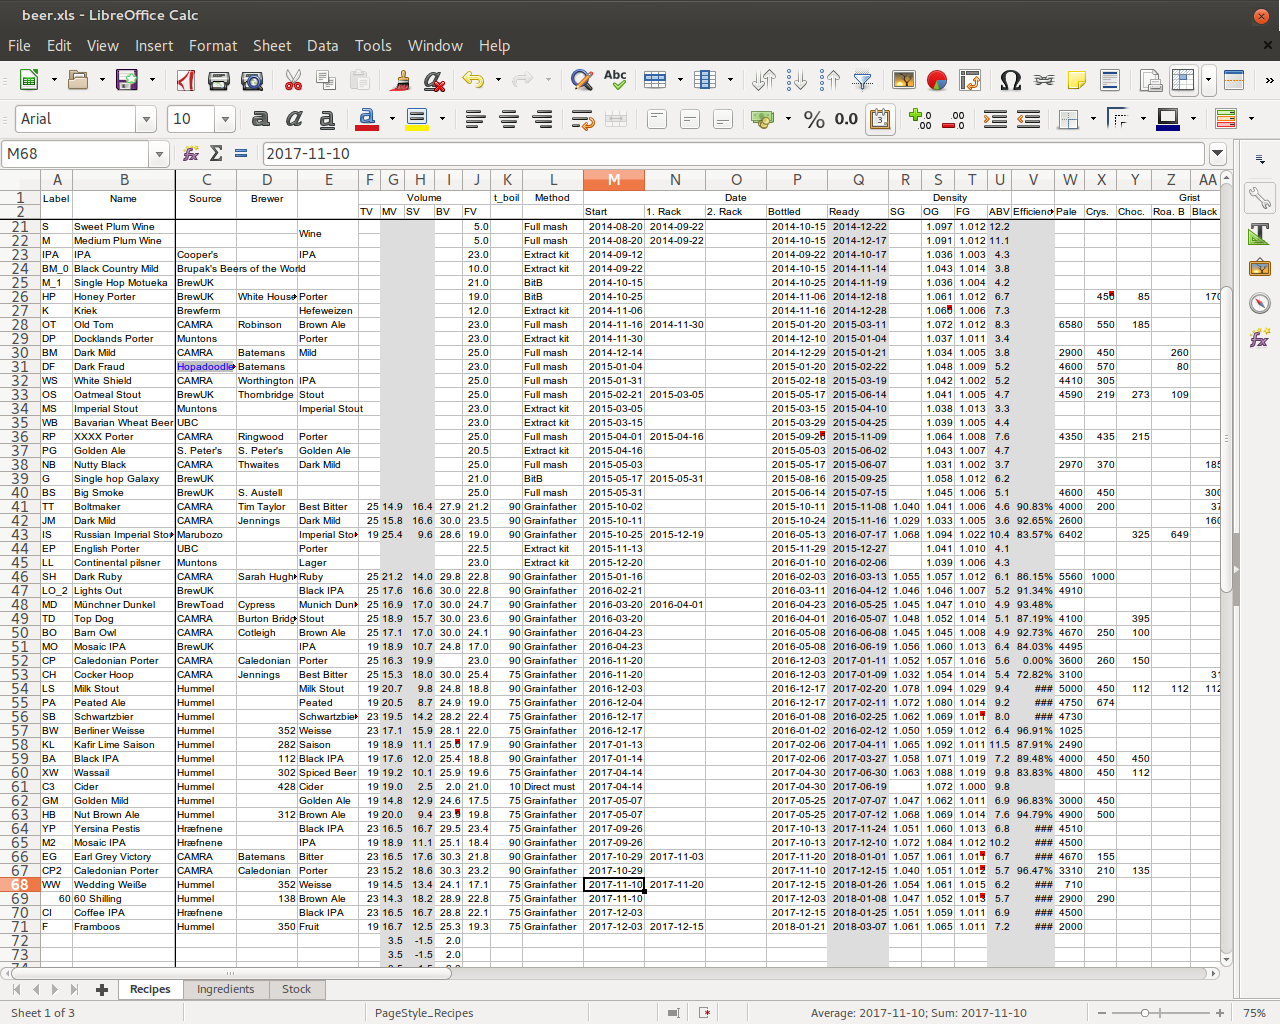 beer.xls - LibreOffice Calc
File Edit View Insert Format Sheet Data Tools Window Help
Arial 10
M68 2017-11-10
A B C D E F G H I J K L M N O P Q R S T U V W X Y Z AA
1 Label Name Source Brewer Volume t_boil Method Date Density Grist
2 TV MV SV BV FV Start 1. Rack 2. Rack Bottled Ready SG OG FG ABV Efficienc Pale Crys. Choc. Roa. B Black
21 S Sweet Plum Wine Wine 5.0 Full mash 2014-08-20 2014-09-22 2014-10-15 2014-12-22 1.097 1.012 12.2
22 M Medium Plum Wine 5.0 Full mash 2014-08-20 2014-09-22 2014-10-15 2014-12-17 1.091 1.012 11.1
23 IPA IPA Cooper's IPA 23.0 Extract kit 2014-09-12 2014-09-22 2014-10-17 1.036 1.003 4.3
24 BM_0 Black Country Mild Brupak's Beers of the World 10.0 Extract kit 2014-09-22 2014-10-15 2014-11-14 1.043 1.014 3.8
25 M_1 Single Hop Motueka BrewUK 21.0 BitB 2014-10-15 2014-10-24 2014-11-19 1.036 1.004 4.2
26 HP Honey Porter BrewUK White House Porter 19.0 BitB 2014-10-25 2014-11-06 2014-12-18 1.061 1.012 6.7 450 85 170
27 K Kriek Brewferm Hefeweizen 12.0 Extract kit 2014-11-06 2014-11-16 2014-12-28 1.060 1.006 7.3
28 OT Old Tom CAMRA Robinson Brown Ale 23.0 Full mash 2014-11-16 2014-11-30 2015-01-20 2015-03-11 1.072 1.012 8.3 6580 550 185
29 DP Docklands Porter Muntons Porter 23.0 Extract kit 2014-11-30 2014-12-10 2015-01-04 1.037 1.011 3.4
30 BM Dark Mild CAMRA Batemans Mild 25.0 Full mash 2014-12-14 2014-12-29 2015-01-21 1.034 1.005 3.8 2900 450 260
31 DF Dark Fraud Hopadoodle Batemans 23.0 Full mash 2015-01-04 2015-01-20 2015-02-22 1.048 1.009 5.2 4600 570 80
32 WS White Shield CAMRA Worthington IPA 25.0 Full mash 2015-01-31 2015-02-18 2015-03-19 1.042 1.002 5.2 4410 305
33 OS Oatmeal Stout BrewUK Thornbridge Stout 25.0 Full mash 2015-02-21 2015-03-05 2015-05-17 2015-06-14 1.041 1.005 4.7 4590 219 273 109
34 MS Imperial Stout Muntons Imperial Stout 23.0 Extract kit 2015-03-05 2015-03-15 2015-04-10 1.038 1.013 3.3
35 WB Bavarian Wheat Beer UBC 23.0 Extract kit 2015-03-15 2015-03-29 2015-04-25 1.039 1.005 4.4
36 RP XXXX Porter CAMRA Ringwood Porter 25.0 Full mash 2015-04-01 2015-04-16 2015-09-20 2015-11-09 1.064 1.008 7.6 4350 435 215
37 PG Golden Ale S. Peter's S. Peter's Golden Ale 20.5 Extract kit 2015-04-16 2015-05-03 2015-06-02 1.043 1.007 4.7
38 NB Nutty Black CAMRA Thwaites Dark Mild 25.0 Full mash 2015-05-03 2015-05-17 2015-06-07 1.031 1.002 3.7 2970 370 185
39 G Single hop Galaxy BrewUK 21.0 BitB 2015-05-17 2015-05-31 2015-08-16 2015-09-25 1.058 1.012 6.2
40 BS Big Smoke BrewUK S. Austell 25.0 Full mash 2015-05-31 2015-06-14 2015-07-15 1.045 1.006 5.1 4600 450 300
41 TT Boltmaker CAMRA Tim Taylor Best Bitter 25 14.9 16.4 27.9 21.2 90 Grainfather 2015-10-02 2015-10-15 2015-11-08 1.040 1.041 1.006 4.6 90.83% 4000 200 37
42 JM Dark Mild CAMRA Jennings Dark Mild 25 15.8 16.6 30.0 23.5 90 Grainfather 2015-10-11 2015-10-24 2015-11-16 1.029 1.033 1.005 3.6 92.65% 2600 160
43 IS Russian Imperial Sto Marubozo Imperial Sto 19 25.4 9.6 28.6 19.0 90 Grainfather 2015-10-25 2015-12-19 2016-05-13 2016-07-17 1.068 1.094 1.022 10.4 83.57% 6402 325 649
44 EP English Porter UBC Porter 22.5 Extract kit 2015-11-13 2015-11-29 2015-12-27 1.041 1.010 4.1
45 LL Continental pilsner Muntons Lager 23.0 Extract kit 2015-12-20 2016-01-10 2016-02-06 1.039 1.006 4.3
46 SH Dark Ruby CAMRA Sarah Hugh Ruby 25 21.2 14.0 29.8 22.8 90 Grainfather 2015-01-16 2016-02-03 2016-03-13 1.055 1.057 1.012 6.1 86.15% 5560 1000
47 LO_2 Lights Out BrewUK Black IPA 25 17.6 16.6 30.0 22.8 90 Grainfather 2016-02-21 2016-03-11 2016-04-12 1.046 1.046 1.007 5.2 91.34% 4910
48 MD Münchner Dunkel BrewToad Cypress Munich Dun 25 16.9 17.0 30.0 24.7 90 Grainfather 2016-03-20 2016-04-01 2016-04-23 2016-05-25 1.045 1.047 1.010 4.9 93.48%
49 TD Top Dog CAMRA Burton Bridg Stout 25 18.9 15.7 30.0 23.6 90 Grainfather 2016-03-20 2016-04-01 2016-05-07 1.048 1.052 1.014 5.1 87.19% 4100 395
50 BO Barn Owl CAMRA Cotleigh Brown Ale 25 17.1 17.0 30.0 24.1 90 Grainfather 2016-04-23 2016-05-08 2016-06-08 1.045 1.045 1.008 4.9 92.73% 4670 250 100
51 MO Mosaic IPA BrewUK IPA 19 18.9 10.7 24.8 17.0 90 Grainfather 2016-04-23 2016-05-08 2016-06-19 1.056 1.060 1.013 6.4 84.03% 4495
52 CP Caledonian Porter CAMRA Caledonian Porter 25 16.3 19.9 23.0 90 Grainfather 2016-11-20 2016-12-03 2017-01-11 1.052 1.057 1.016 5.6 0.00% 3600 260 150
53 CH Cocker Hoop CAMRA Jennings Best Bitter 25 15.3 18.0 30.0 25.4 75 Grainfather 2016-11-20 2016-12-03 2017-01-09 1.032 1.054 1.014 5.4 72.82% 3100 31
54 LS Milk Stout Hummel Milk Stout 19 20.7 9.8 24.8 18.8 90 Grainfather 2016-12-03 2016-12-17 2017-02-20 1.078 1.094 1.029 9.4 ### 5000 450 112 112 112
55 PA Peated Ale Hummel Peated 19 20.5 8.7 24.9 19.0 75 Grainfather 2016-12-04 2016-12-17 2017-02-11 1.072 1.080 1.014 9.2 ### 4750 674
56 SB Schwartzbier Hummel Schwartzbie 23 19.5 14.2 28.2 22.4 75 Grainfather 2016-12-17 2016-01-08 2016-02-25 1.062 1.069 1.011 8.0 ### 4730
57 BW Berliner Weisse Hummel 352 Weisse 23 17.1 15.9 28.1 22.0 75 Grainfather 2016-12-17 2016-01-02 2016-02-12 1.050 1.059 1.012 6.4 96.91% 1025
58 KL Kafir Lime Saison Hummel 282 Saison 19 18.9 11.1 25.0 17.9 90 Grainfather 2017-01-13 2017-02-06 2017-04-11 1.065 1.092 1.011 11.5 87.91% 2490
59 BA Black IPA Hummel 112 Black IPA 19 17.6 12.0 25.4 18.8 90 Grainfather 2017-01-14 2017-02-06 2017-03-27 1.058 1.071 1.019 7.2 89.48% 4000 450 450
60 XW Wassail Hummel 302 Spiced Beer 19 19.2 10.1 25.9 19.6 75 Grainfather 2017-04-14 2017-04-30 2017-06-30 1.063 1.088 1.019 9.8 83.83% 4800 450 112
61 C3 Cider Hummel 428 Cider 19 19.0 2.5 2.0 21.0 10 Direct must 2017-04-14 2017-04-30 2017-06-19 1.072 1.000 9.8
62 GM Golden Mild Hummel Golden Ale 19 14.8 12.9 24.6 17.5 75 Grainfather 2017-05-07 2017-05-25 2017-07-07 1.047 1.062 1.011 6.9 96.83% 3000 450
63 HB Nut Brown Ale Hummel 312 Brown Ale 19 20.0 9.4 23.9 19.8 75 Grainfather 2017-05-07 2017-05-25 2017-07-12 1.068 1.069 1.014 7.6 94.79% 4900 500
64 YP Yersina Pestis Hræfnene Black IPA 23 16.5 16.7 29.5 23.4 75 Grainfather 2017-09-26 2017-10-13 2017-11-24 1.051 1.060 1.013 6.8 ### 4510
65 M2 Mosaic IPA Hræfnene IPA 23 18.9 11.1 25.1 18.4 75 Grainfather 2017-09-26 2017-10-13 2017-12-10 1.072 1.084 1.012 10.2 ### 4500
66 EG Earl Grey Victory CAMRA Batemans Bitter 23 16.5 17.6 30.3 21.8 90 Grainfather 2017-10-29 2017-11-03 2017-11-20 2018-01-01 1.057 1.061 1.011 6.7 ### 4670 155
67 CP2 Caledonian Porter CAMRA Caledonian Porter 23 15.2 18.6 30.3 23.2 90 Grainfather 2017-10-29 2017-11-10 2017-12-15 1.040 1.051 1.012 5.7 96.47% 3310 210 135
68 WW Wedding Weiße Hummel 352 Weisse 19 14.5 13.4 24.1 17.1 75 Grainfather 2017-11-10 2017-11-20 2017-12-15 2018-01-26 1.054 1.061 1.015 6.2 ### 710
69 60 60 Shilling Hummel 138 Brown Ale 23 14.3 18.2 28.9 22.8 75 Grainfather 2017-11-10 2017-12-03 2018-01-08 1.047 1.052 1.013 5.7 ### 2900 290
70 CI Coffee IPA Hræfnene Black IPA 23 16.5 16.7 28.8 22.1 75 Grainfather 2017-12-03 2017-12-15 2018-01-25 1.051 1.059 1.011 6.9 ### 4500
71 F Framboos Hummel 350 Fruit 19 16.7 12.5 25.3 19.3 75 Grainfather 2017-12-03 2017-12-15 2018-01-21 2018-03-07 1.061 1.065 1.011 7.2 ### 2000
72 3.5 -1.5 2.0
73 3.5 -1.5 2.0
Recipes Ingredients Stock
Sheet 1 of 3 PageStyle_Recipes Average: 2017-11-10; Sum: 2017-11-10 75%